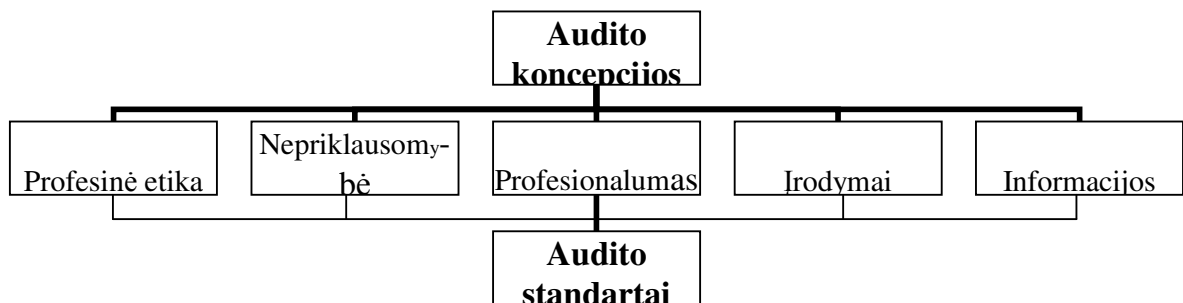 Audito
koncepcijos
Profesinė etika
Nepriklausomy-
bė
Profesionalumas
Įrodymai
Informacijos
Audito
standartai